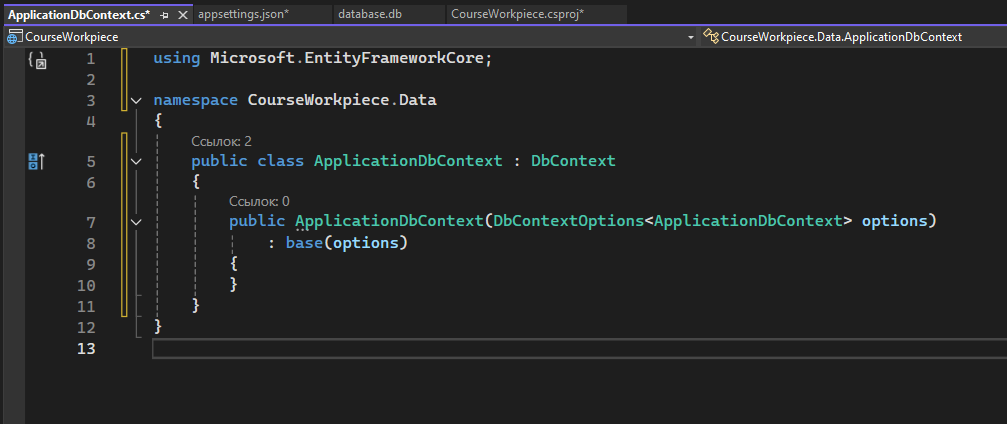 ApplicationDbContext.cs* appsettings.json* database.db CourseWorkpiece.csproj*
CourseWorkpiece CourseWorkpiece.Data.ApplicationDbContext
1 using Microsoft.EntityFrameworkCore;
2
3 namespace CourseWorkpiece.Data
4 {
Ссылок: 2
5 public class ApplicationDbContext : DbContext
6 {
Ссылок: 0
7 public ApplicationDbContext(DbContextOptions<ApplicationDbContext> options)
8 : base(options)
9 {
10 }
11 }
12 }
13